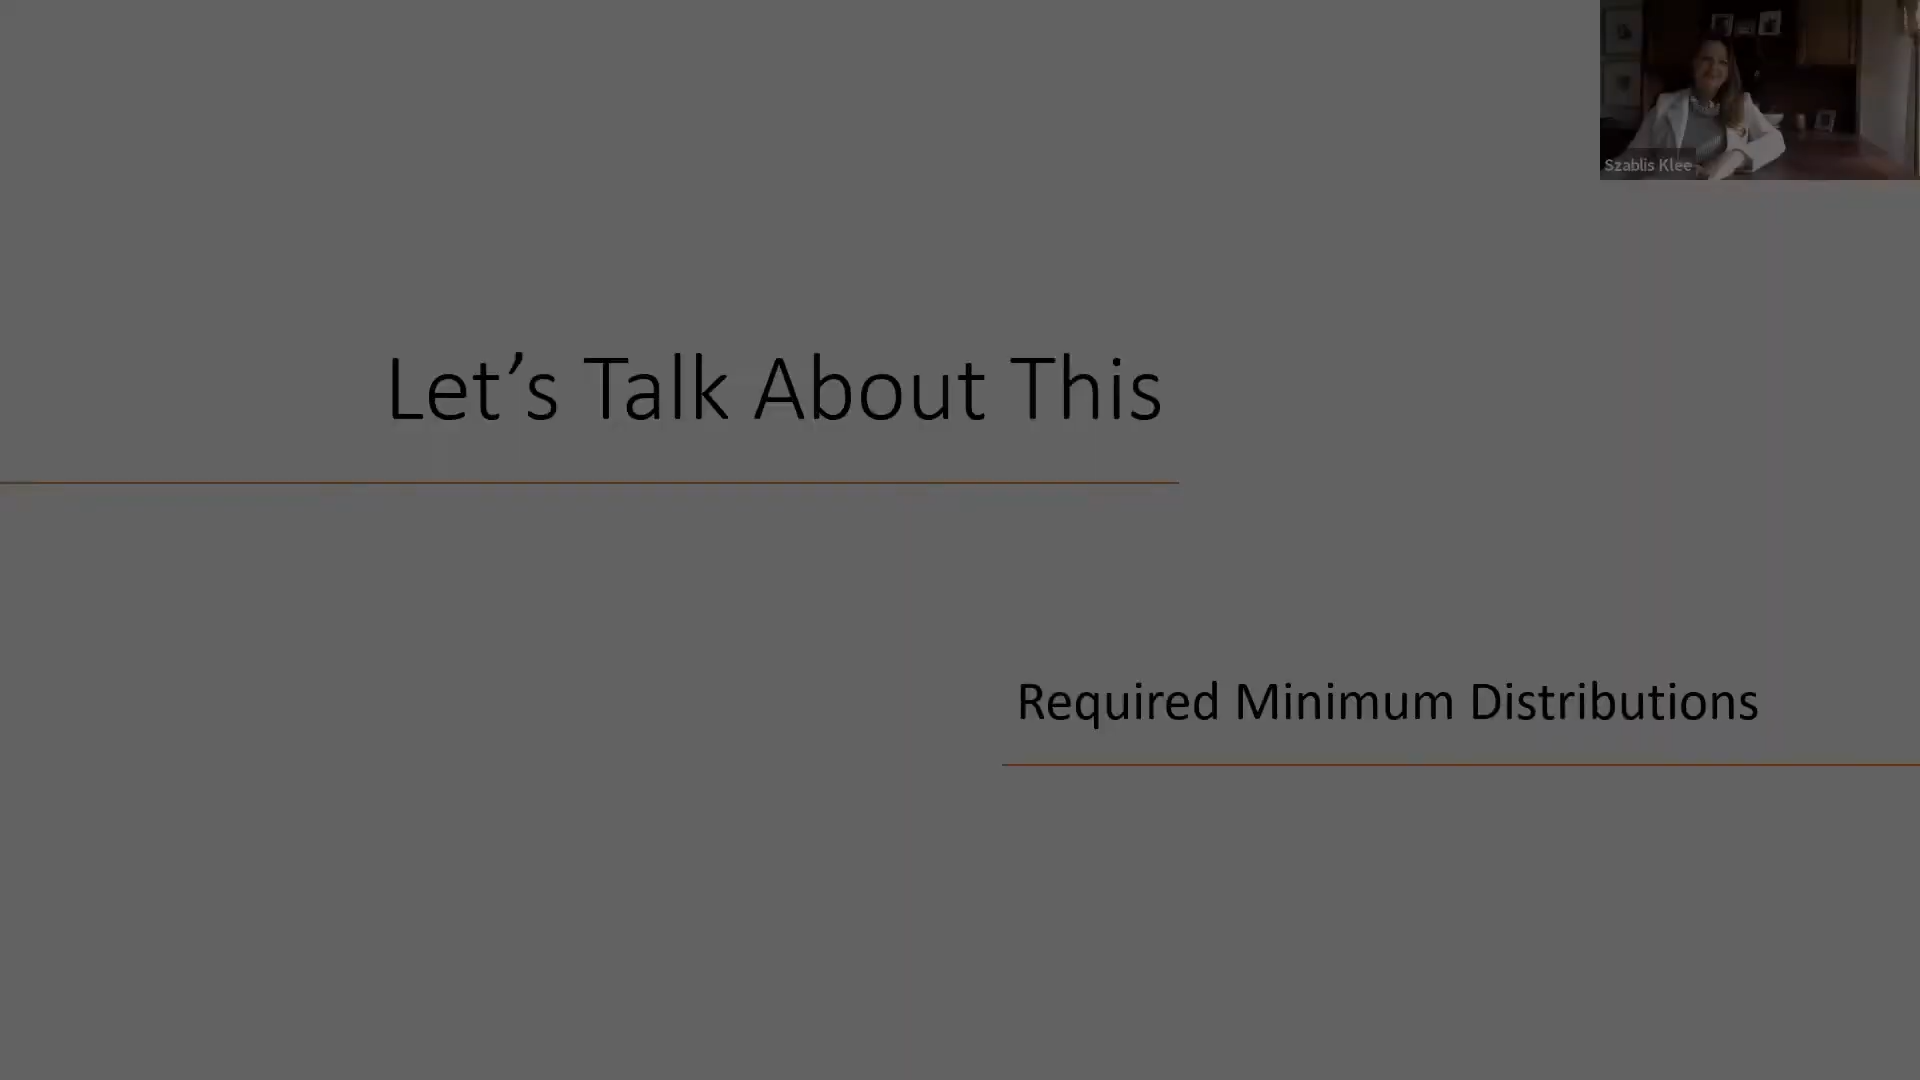 Szablis Klee
Let’s Talk About This
Required Minimum Distributions